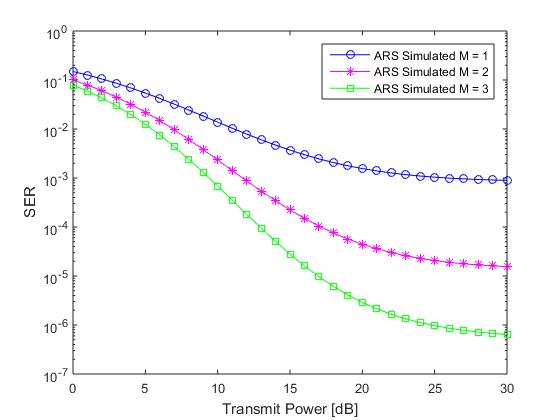 10^0
10^-1
10^-2
10^-3
10^-4
10^-5
10^-6
10^-7
SER
ARS Simulated M = 1
ARS Simulated M = 2
ARS Simulated M = 3
0 5 10 15 20 25 30
Transmit Power [dB]